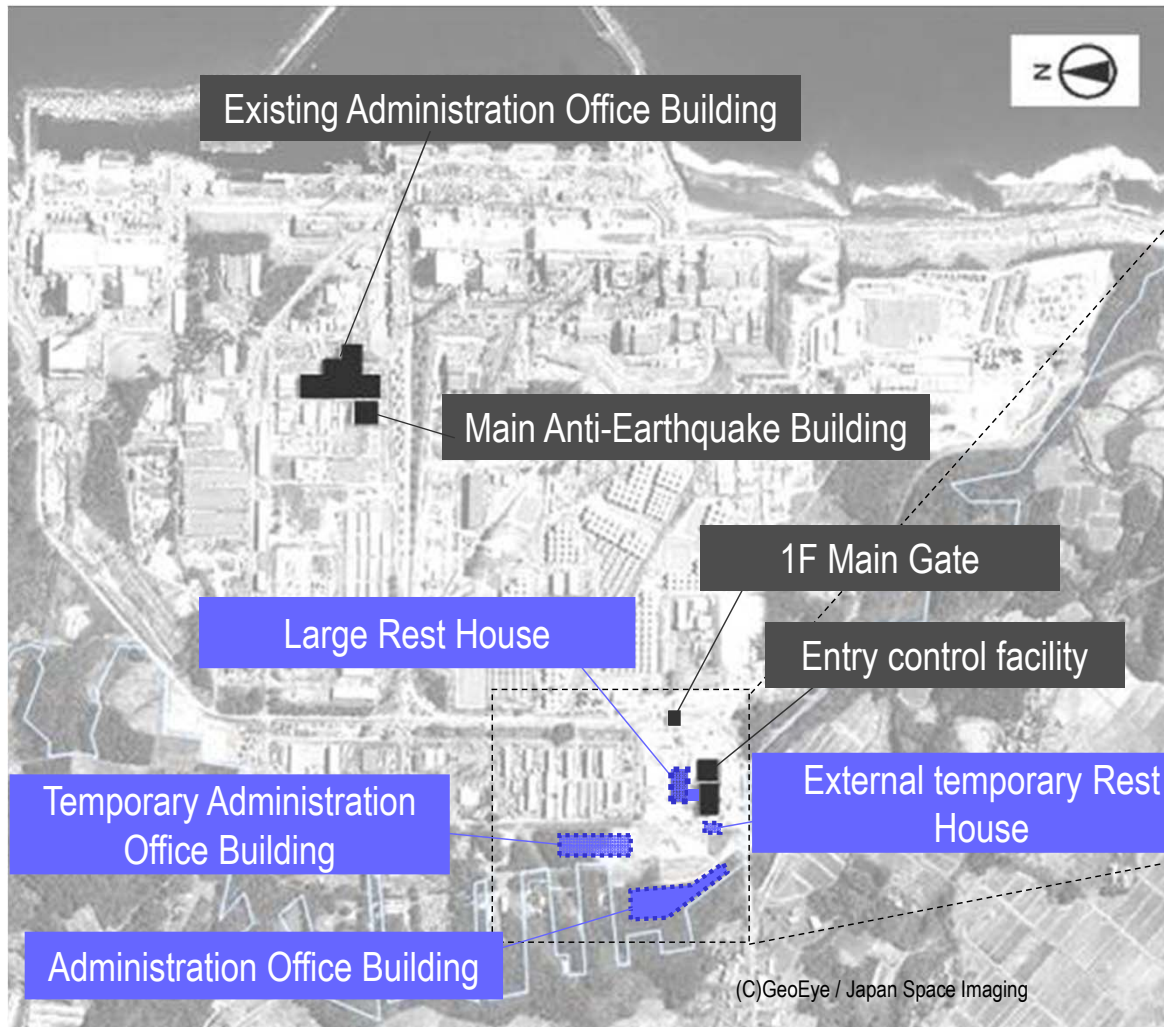 N
Existing Administration Office Building
Main Anti-Earthquake Building
1F Main Gate
Large Rest House
Entry control facility
External temporary Rest
House
Temporary Administration
Office Building
Administration Office Building
(C)GeoEye / Japan Space Imaging